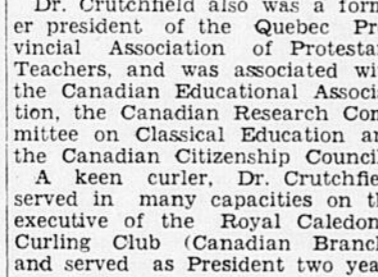 Dr. Crutchfield also was a form
er president of the Quebec Pr
vincial Association of Protesta
Teachers, and was associated wi
the Canadian Educational Associ
tion, the Canadian Research Com
mittee on Classical Education an
the Canadian Citizenship Counci
A keen curler, Dr. Crutchfie
served in many capacities on th
executive of the Royal Caledon
Curling Club (Canadian Branch
and served as President two yea